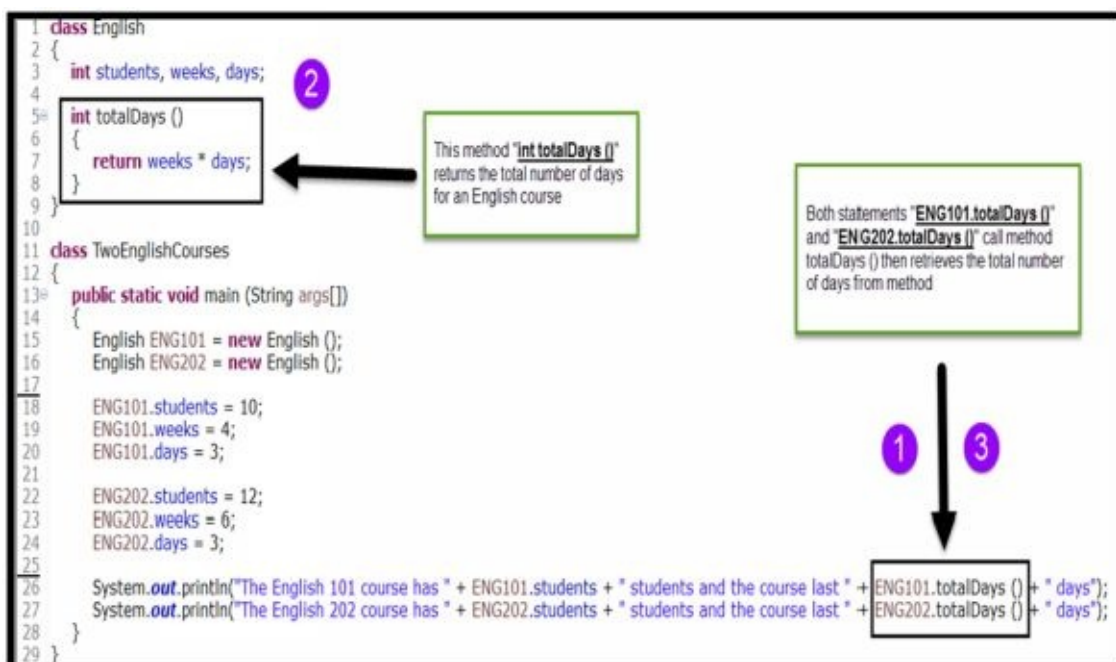 1 class English
2 {
3 int students, weeks, days;
4
5 int totalDays ()
6 {
7 return weeks * days;
8 }
9 }
10
11 class TwoEnglishCourses
12 {
13 public static void main (String args[])
14 {
15 English ENG101 = new English ();
16 English ENG202 = new English ();
17
18 ENG101.students = 10;
19 ENG101.weeks = 4;
20 ENG101.days = 3;
21
22 ENG202.students = 12;
23 ENG202.weeks = 6;
24 ENG202.days = 3;
25
26 System.out.println("The English 101 course has " + ENG101.students + " students and the course last " + ENG101.totalDays () + " days");
27 System.out.println("The English 202 course has " + ENG202.students + " students and the course last " + ENG202.totalDays () + " days");
28 }
29 }
2
This method "int totalDays ()"
returns the total number of days
for an English course
Both statements "ENG101.totalDays ()"
and "ENG202.totalDays ()" call method
totalDays () then retrieves the total number
of days from method
1
3